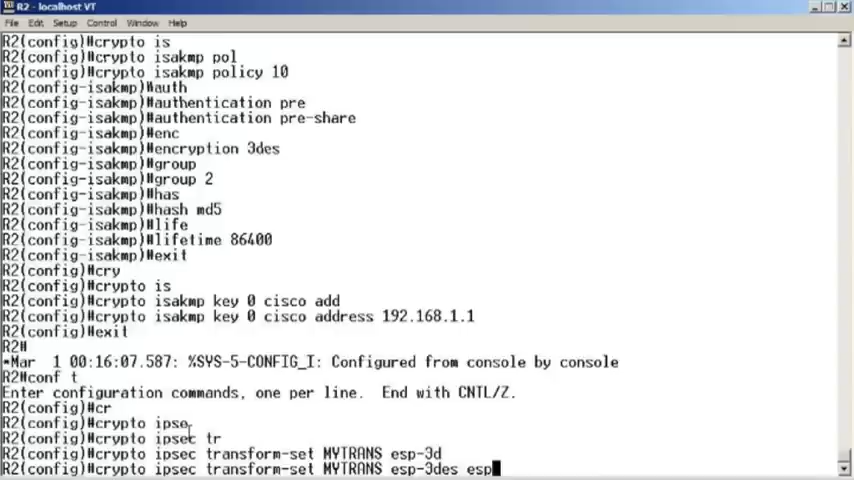 R2 - localhost VT
File Edit Setup Control Window Help
R2(config)#crypto is
R2(config)#crypto isakmp pol
R2(config)#crypto isakmp policy 10
R2(config-isakmp)#auth
R2(config-isakmp)#authentication pre
R2(config-isakmp)#authentication pre-share
R2(config-isakmp)#enc
R2(config-isakmp)#encryption 3des
R2(config-isakmp)#group
R2(config-isakmp)#group 2
R2(config-isakmp)#has
R2(config-isakmp)#hash md5
R2(config-isakmp)#life
R2(config-isakmp)#lifetime 86400
R2(config-isakmp)#exit
R2(config)#cry
R2(config)#crypto is
R2(config)#crypto isakmp key 0 cisco add
R2(config)#crypto isakmp key 0 cisco address 192.168.1.1
R2(config)#exit
R2#
*Mar  1 00:16:07.587: %SYS-5-CONFIG_I: Configured from console by console
R2#conf t
Enter configuration commands, one per line.  End with CNTL/Z.
R2(config)#cr
R2(config)#crypto ipse
R2(config)#crypto ipsec tr
R2(config)#crypto ipsec transform-set MYTRANS esp-3d
R2(config)#crypto ipsec transform-set MYTRANS esp-3des esp